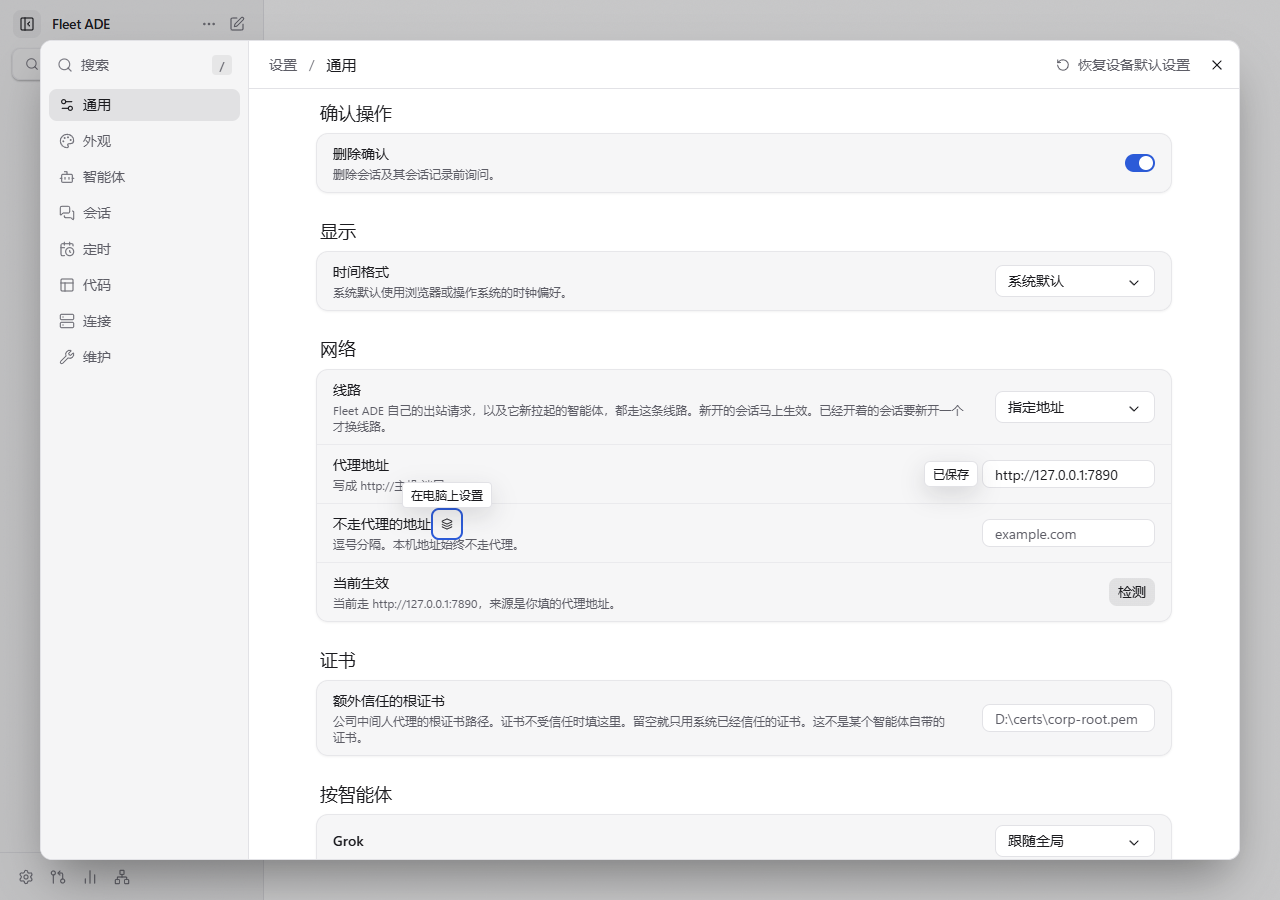 Fleet ADE
搜索
/
通用
外观
智能体
会话
定时
代码
连接
维护
设置 / 通用
恢复设备默认设置
确认操作
删除确认
删除会话及其会话记录前询问。
显示
时间格式
系统默认使用浏览器或操作系统的时钟偏好。
系统默认
网络
线路
Fleet ADE 自己的出站请求，以及它新拉起的智能体，都走这条线路。新开的会话马上生效。已经开着的会话要新开一个
才换线路。
指定地址
代理地址
写成 http://
已保存
http://127.0.0.1:7890
在电脑上设置
不走代理的地址
逗号分隔。本机地址始终不走代理。
example.com
当前生效
当前走 http://127.0.0.1:7890，来源是你填的代理地址。
检测
证书
额外信任的根证书
公司中间人代理的根证书路径。证书不受信任时填这里。留空就只用系统已经信任的证书。这不是某个智能体自带的
证书。
D:\certs\corp-root.pem
按智能体
Grok
跟随全局